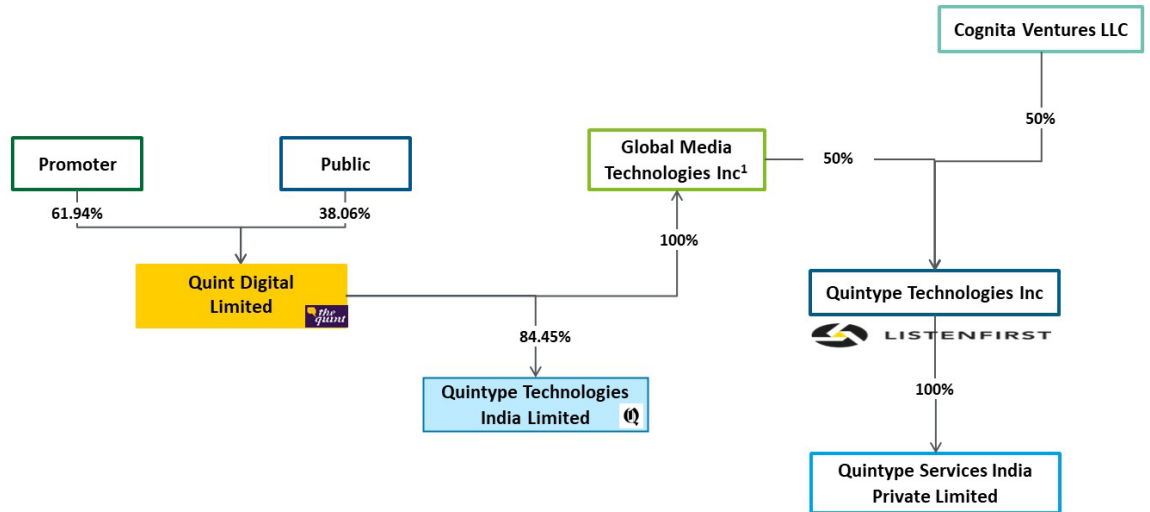 Cognita Ventures LLC
50%
Promoter
Public
Global Media
Technologies Inc¹
50%
61.94%
38.06%
100%
Quint Digital
Limited
the
quint
Quintype Technologies Inc
LISTENFIRST
84.45%
Quintype Technologies
India Limited
Q
100%
Quintype Services India
Private Limited